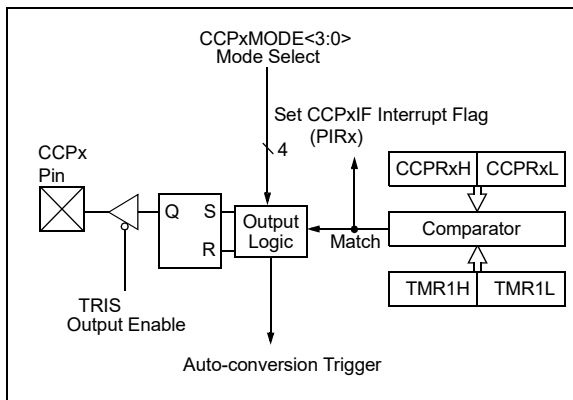 CCPxMODE<3:0>
Mode Select
Set CCPxIF Interrupt Flag
(PIRx)
4
CCPx
Pin
CCPRxH CCPRxL
Q S
R
Output
Logic
Match
Comparator
TRIS
Output Enable
TMR1H TMR1L
Auto-conversion Trigger